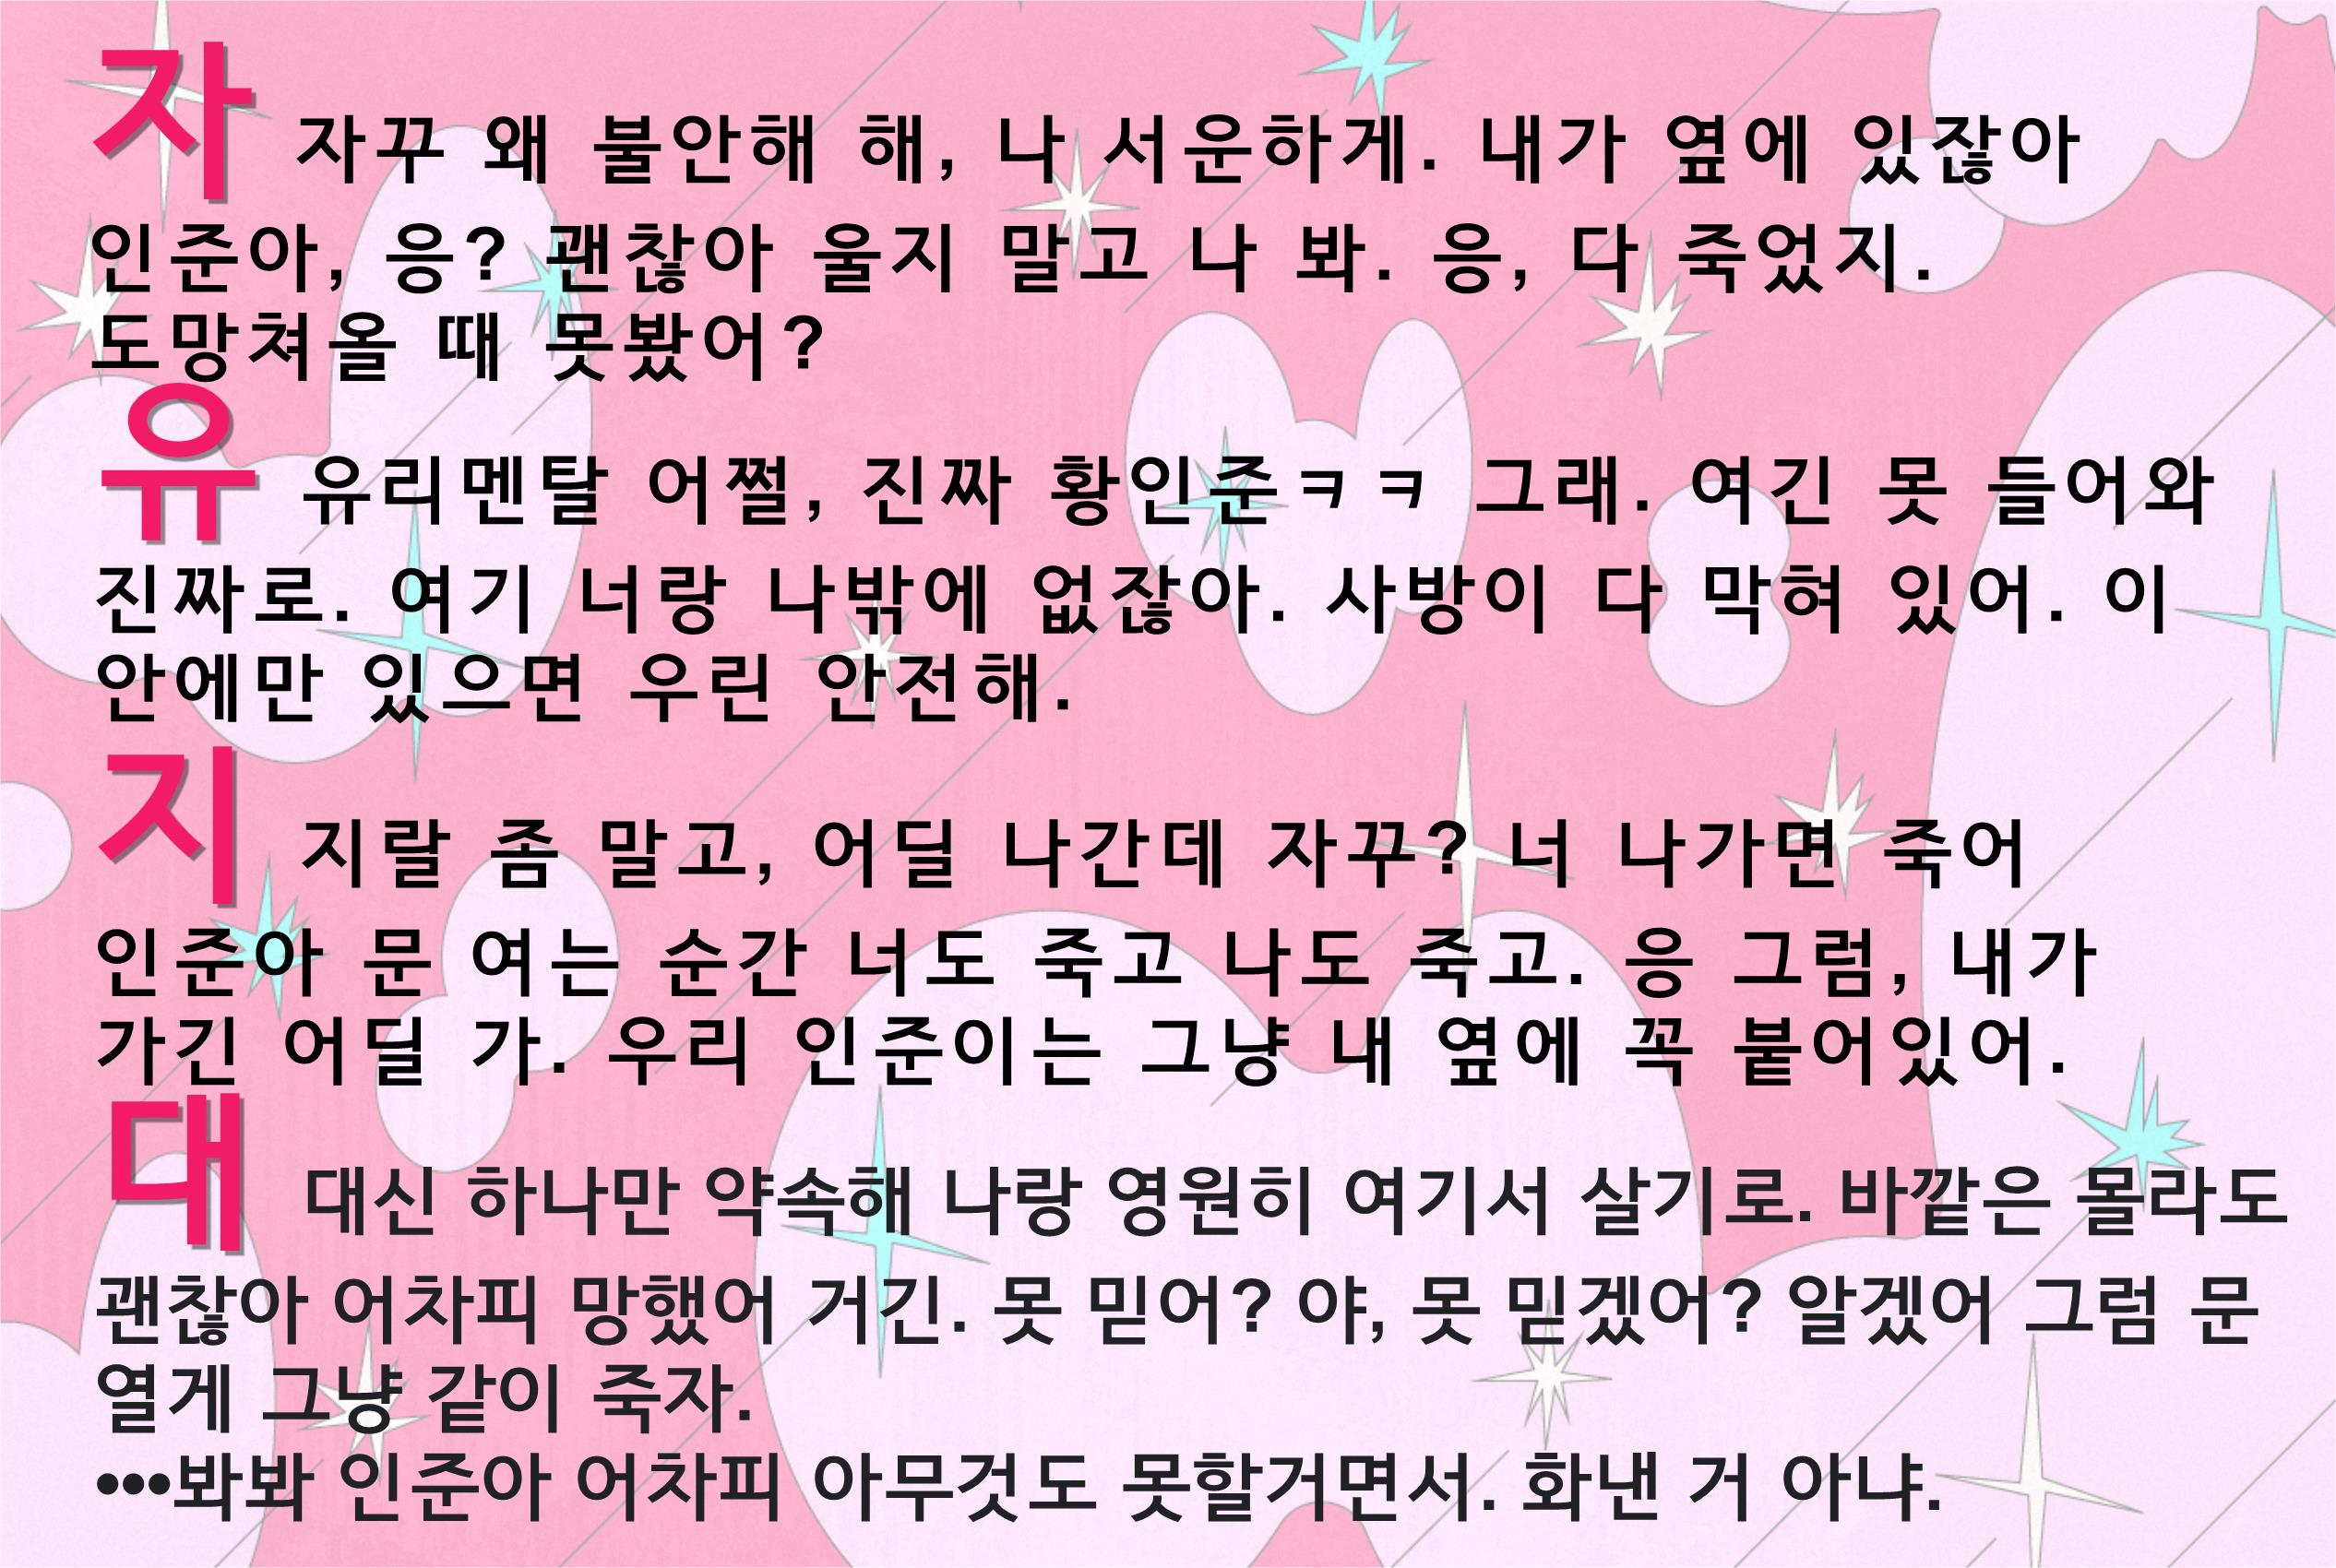 자
자꾸 왜 불안해 해, 나 서운하게. 내가 옆에 있잖아
인준아, 응? 괜찮아 울지 말고 나 봐. 응, 다 죽었지.
도망쳐올 때 못봤어?
유
유리멘탈 어쩔, 진짜 황인준ㅋㅋ 그래. 여긴 못 들어와
진짜로. 여기 너랑 나밖에 없잖아. 사방이 다 막혀 있어. 이
안에만 있으면 우린 안전해.
지
지랄 좀 말고, 어딜 나간데 자꾸? 너 나가면 죽어
인준아 문 여는 순간 너도 죽고 나도 죽고. 응 그럼, 내가
가긴 어딜 가. 우리 인준이는 그냥 내 옆에 꼭 붙어있어.
대
대신 하나만 약속해 나랑 영원히 여기서 살기로. 바깥은 몰라도
괜찮아 어차피 망했어 거긴. 못 믿어? 야, 못 믿겠어? 알겠어 그럼 문
열게 그냥 같이 죽자.
•••봐봐 인준아 어차피 아무것도 못할거면서. 화낸 거 아냐.